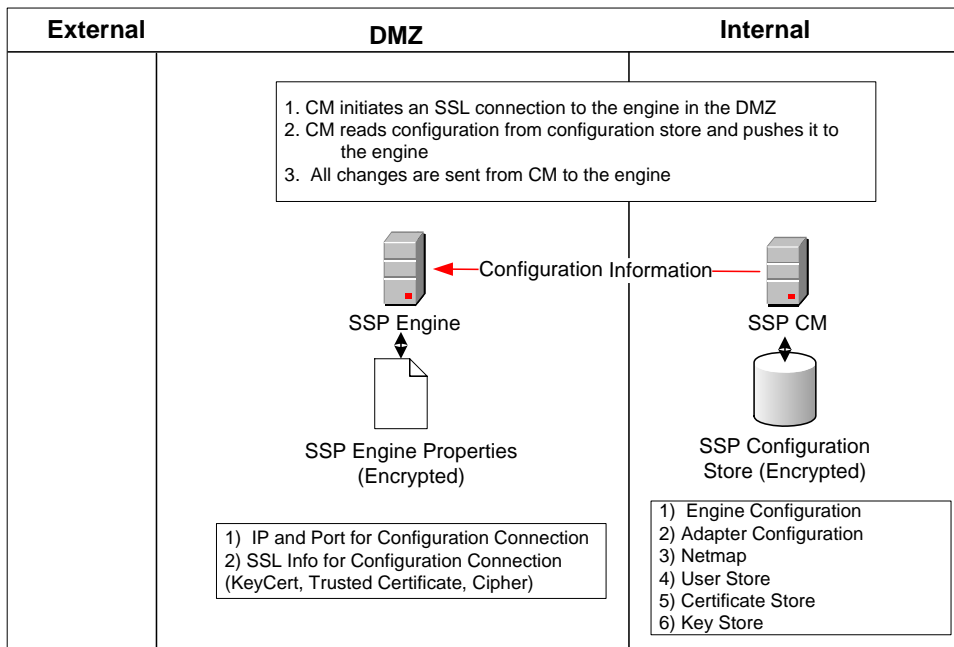 External
DMZ
Internal
1. CM initiates an SSL connection to the engine in the DMZ
2. CM reads configuration from configuration store and pushes it to
the engine
3. All changes are sent from CM to the engine
Configuration Information
SSP Engine
SSP CM
SSP Engine Properties
(Encrypted)
SSP Configuration
Store (Encrypted)
1) IP and Port for Configuration Connection
2) SSL Info for Configuration Connection
(KeyCert, Trusted Certificate, Cipher)
1) Engine Configuration
2) Adapter Configuration
3) Netmap
4) User Store
5) Certificate Store
6) Key Store